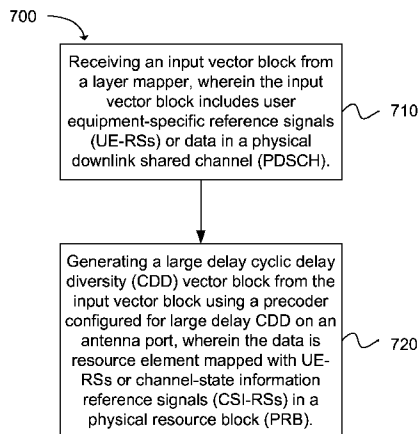 700
Receiving an input vector block from
a layer mapper, wherein the input
vector block includes user
equipment-specific reference signals
(UE-RSs) or data in a physical
downlink shared channel (PDSCH).
710
Generating a large delay cyclic delay
diversity (CDD) vector block from the
input vector block using a precoder
configured for large delay CDD on an
antenna port, wherein the data is
resource element mapped with UE-
RSs or channel-state information
reference signals (CSI-RSs) in a
physical resource block (PRB).
720